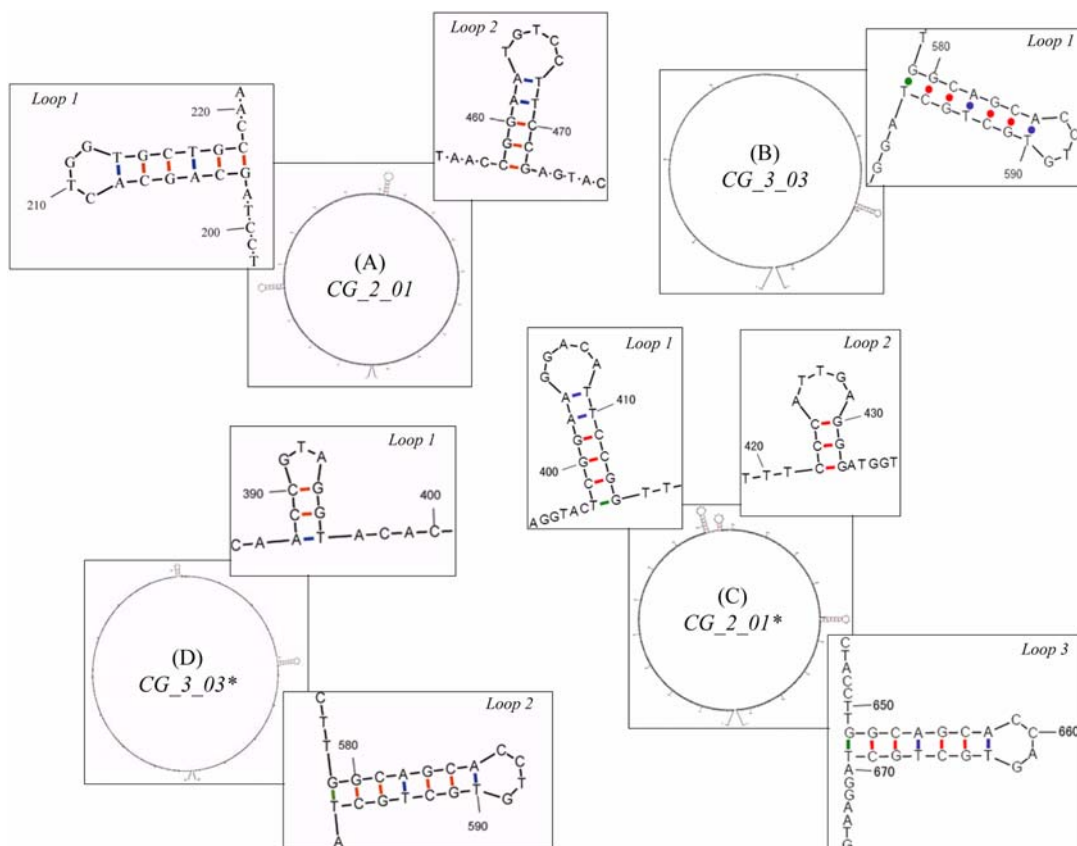 Loop 1
A
A
220
C
G G T G C T G C
T C A C G A C G
210
A
T
C
200
C
T
Loop 2
T G T C C
A
A T
A T
460 G C
G C 470
T·A·A·C·C G·A·G·T·A·C
(A)
CG_2_01
Loop 1
T
580
G G C A G C A C C
T C G T C G T G T
A
G
G
590
(B)
CG_3_03
Loop 1
G T A
390 C G
C G
C-A-A-A T-A-C-A-C
400
(D)
CG_3_03*
Loop 2
C
T
T
580
G G C A G C A C C T
T C G T C G T G
590
A
Loop 1
G A C A
G
A T
A T
410
G C
G C
400
C G
AGGTACT G-T-T
Loop 2
T T G
A A
C G 430
C G
420
T-T-T-C GATGGT
(C)
CG_2_01*
Loop 3
CTACCTT
650
G G C A G C A C C
T C G T C G T G A
660
670
AGGAATG